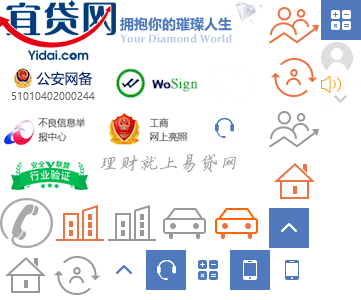 宜贷网
Yidai.com
拥抱你的璀璨人生
Your Diamond World
公安网备
51010402000244
WoSign
不良信息举
报中心
工商
网上亮照
安全联盟
行业验证
理财就上易贷网